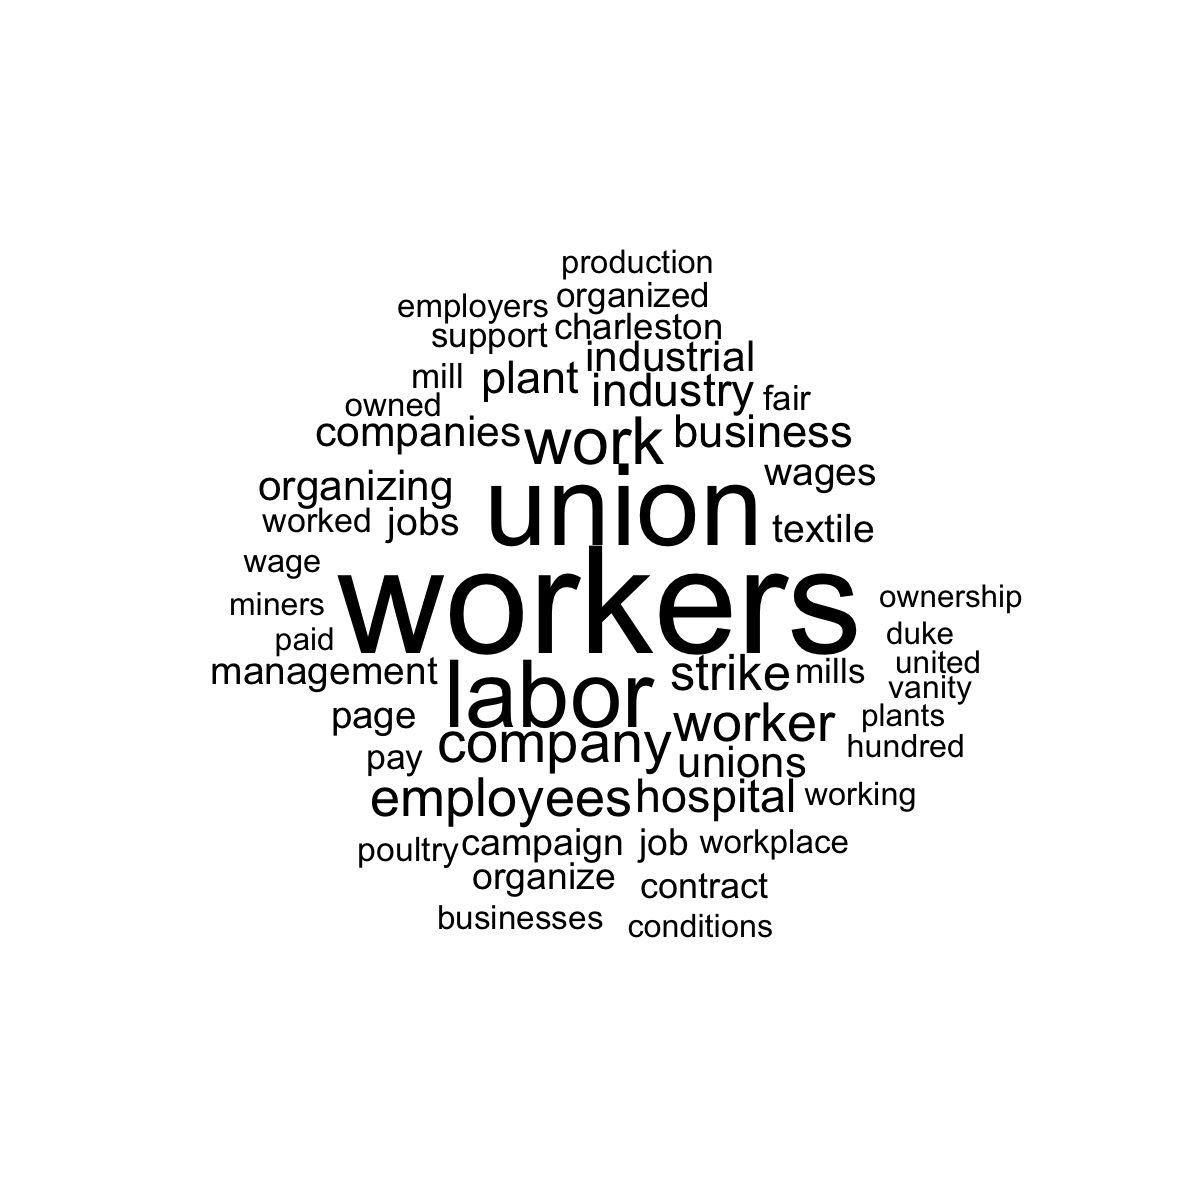 production
employers organized
support charleston
industrial
mill plant industry fair
owned
companies work business
organizing union wages
worked jobs textile
wage
miners workers ownership
paid duke
management labor strike mills united
vanity
page worker plants
pay company unions hundred
employees hospital working
poultry campaign job workplace
organize contract
businesses conditions